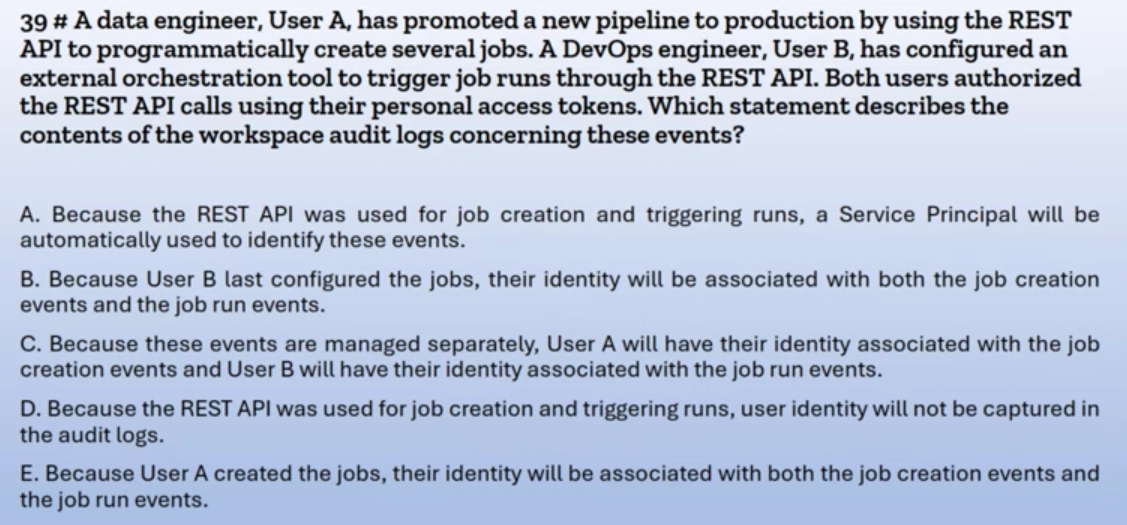 39 # A data engineer, User A, has promoted a new pipeline to production by using the REST
API to programmatically create several jobs. A DevOps engineer, User B, has configured an
external orchestration tool to trigger job runs through the REST API. Both users authorized
the REST API calls using their personal access tokens. Which statement describes the
contents of the workspace audit logs concerning these events?
A. Because the REST API was used for job creation and triggering runs, a Service Principal will be
automatically used to identify these events.
B. Because User B last configured the jobs, their identity will be associated with both the job creation
events and the job run events.
C. Because these events are managed separately, User A will have their identity associated with the job
creation events and User B will have their identity associated with the job run events.
D. Because the REST API was used for job creation and triggering runs, user identity will not be captured in
the audit logs.
E. Because User A created the jobs, their identity will be associated with both the job creation events and
the job run events.